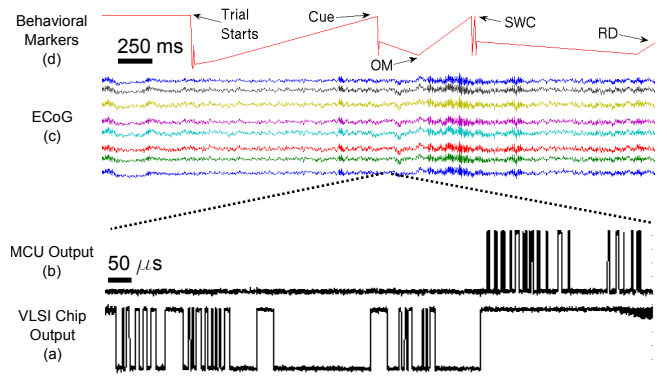 Behavioral
Markers
(d)
Trial
Starts
Cue
OM
SWC
RD
250 ms
ECoG
(c)
MCU Output
(b)
50 μs
VLSI Chip
Output
(a)